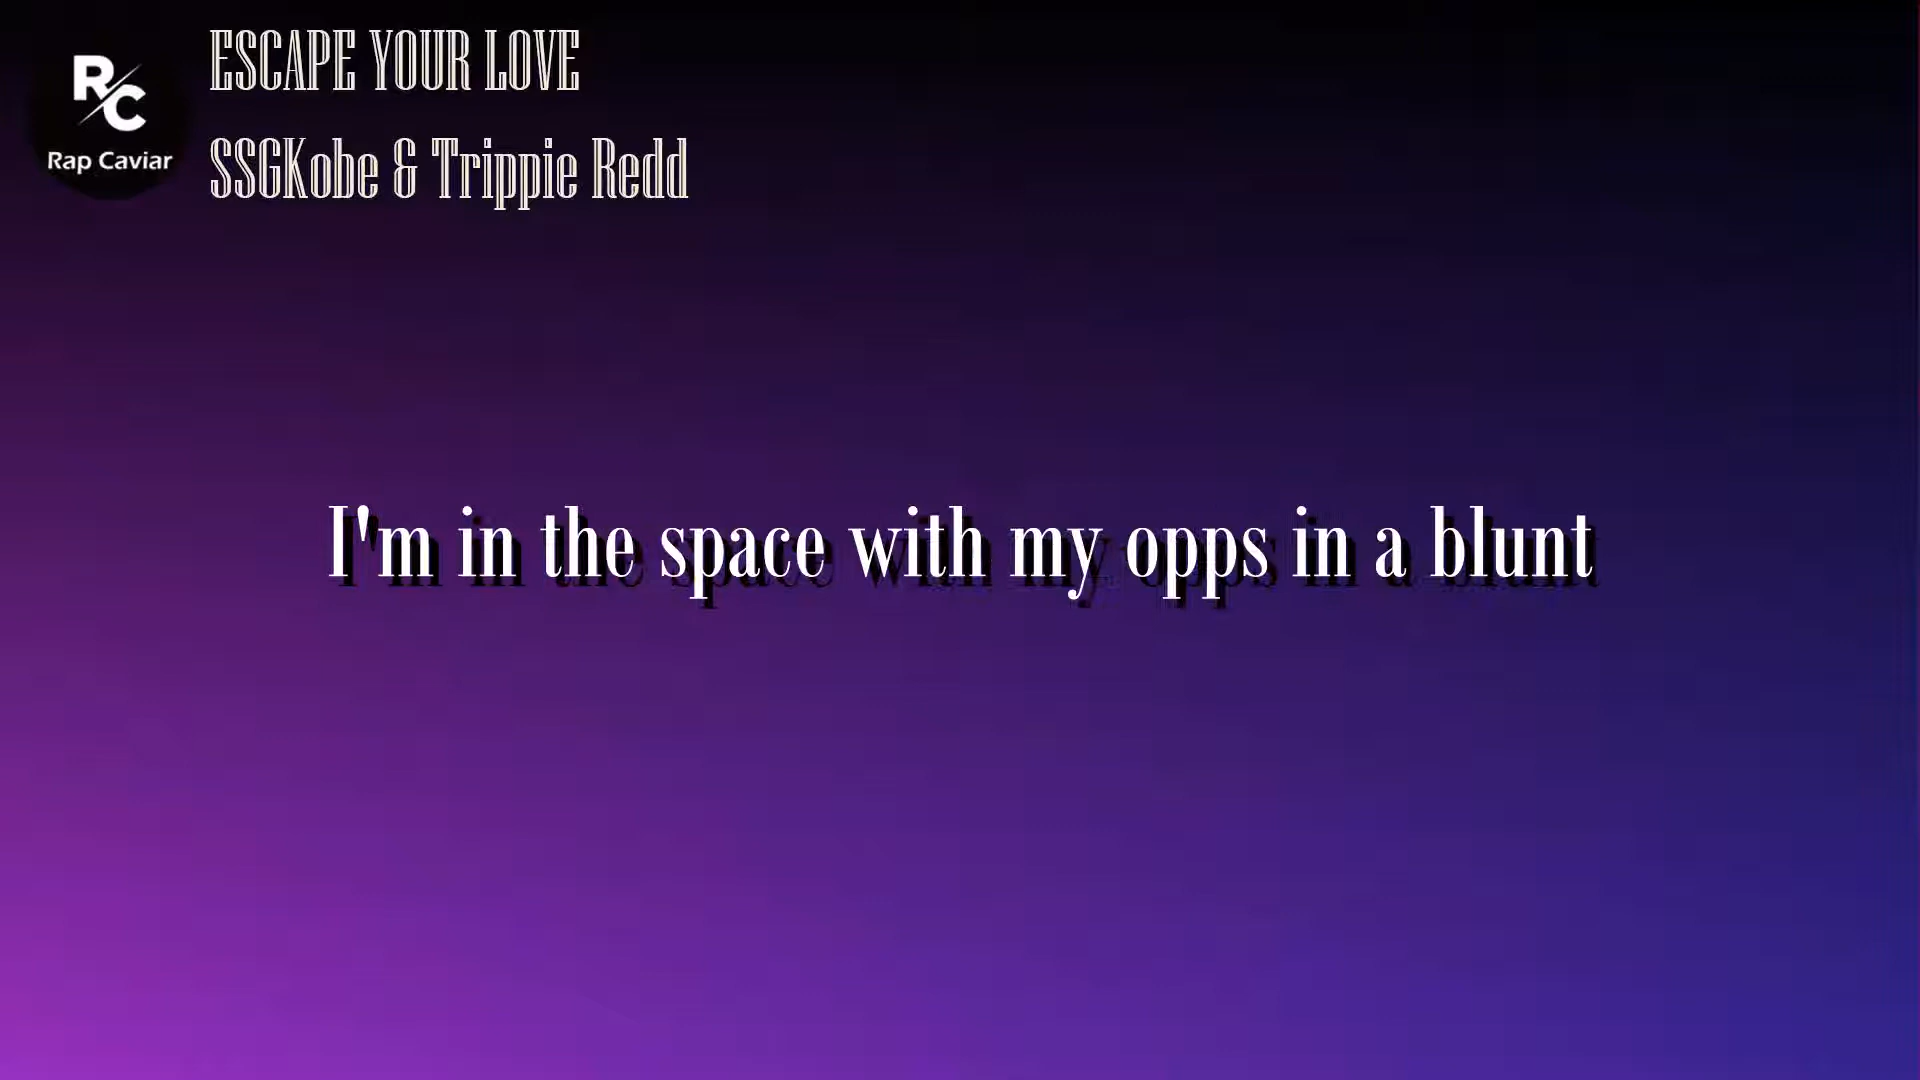 ESCAPE YOUR LOVE
R/C
Rap Caviar
SSGKobe & Trippie Redd
I'm in the space with my opps in a blunt